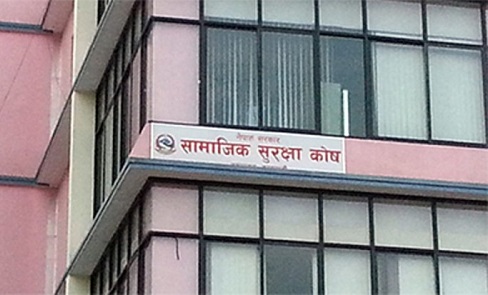 नेपाल सरकार
सामाजिक सुरक्षा कोष